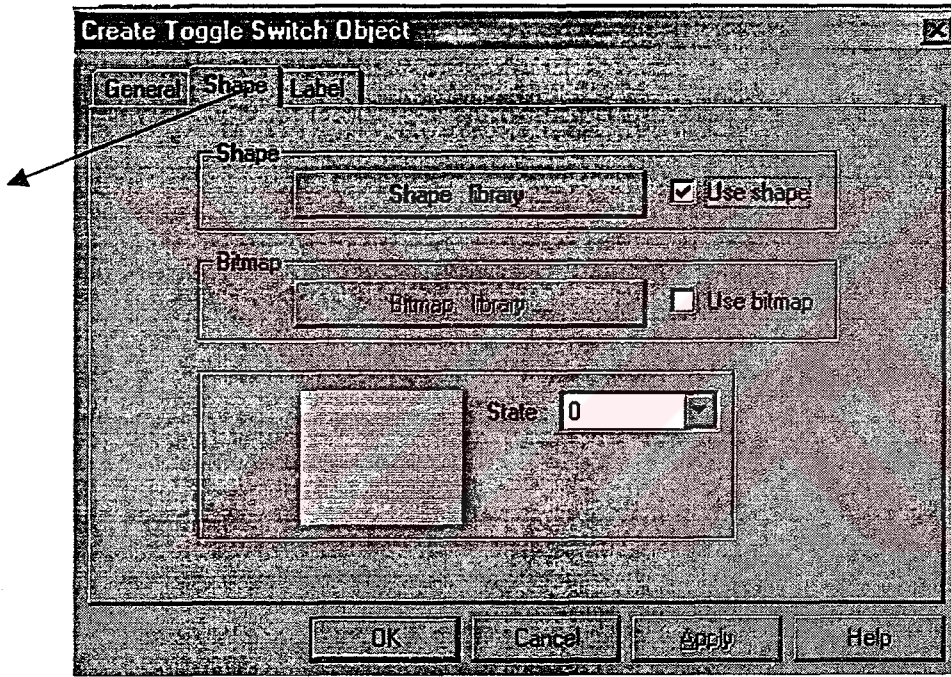 Create Toggle Switch Object
General Shape Label
Shape
Shape library ...
Use shape
Bitmap
Bitmap library ...
Use bitmap
State 0
OK Cancel Apply Help